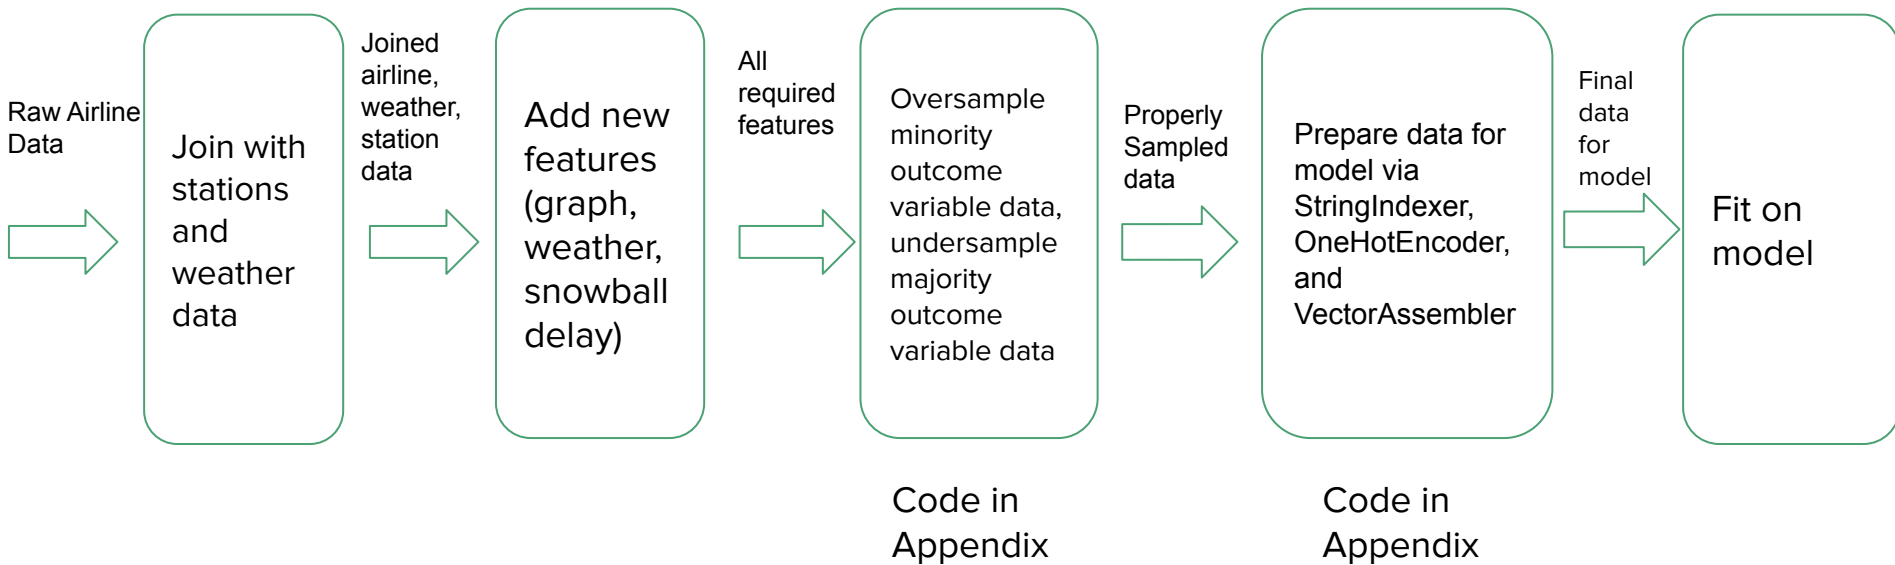 Raw Airline
Data
Join with
stations
and
weather
data
Joined
airline,
weather,
station
data
Add new
features
(graph,
weather,
snowball
delay)
All
required
features
Oversample
minority
outcome
variable data,
undersample
majority
outcome
variable data
Properly
Sampled
data
Prepare data for
model via
StringIndexer,
OneHotEncoder,
and
VectorAssembler
Final
data
for
model
Fit on
model
Code in
Appendix
Code in
Appendix